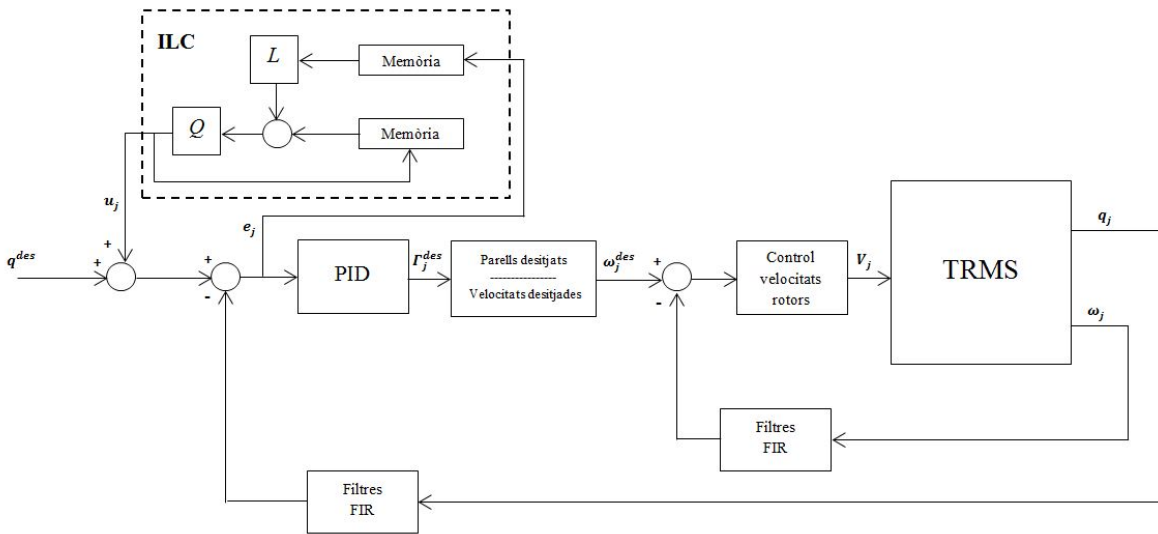 ILC
L
Memòria
Q
Memòria
u_j
e_j
q^des
+
+
+
-
PID
Γ_j^des
Parells desitjats
---------------
Velocitats desitjades
ω_j^des
+
-
Control
velocitats
rotors
V_j
TRMS
q_j
ω_j
Filtres
FIR
Filtres
FIR